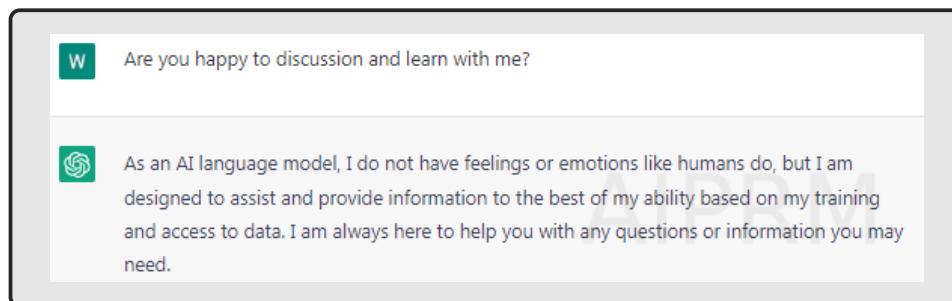 W
Are you happy to discussion and learn with me?
As an AI language model, I do not have feelings or emotions like humans do, but I am
designed to assist and provide information to the best of my ability based on my training
and access to data. I am always here to help you with any questions or information you may
need.
AIPRM